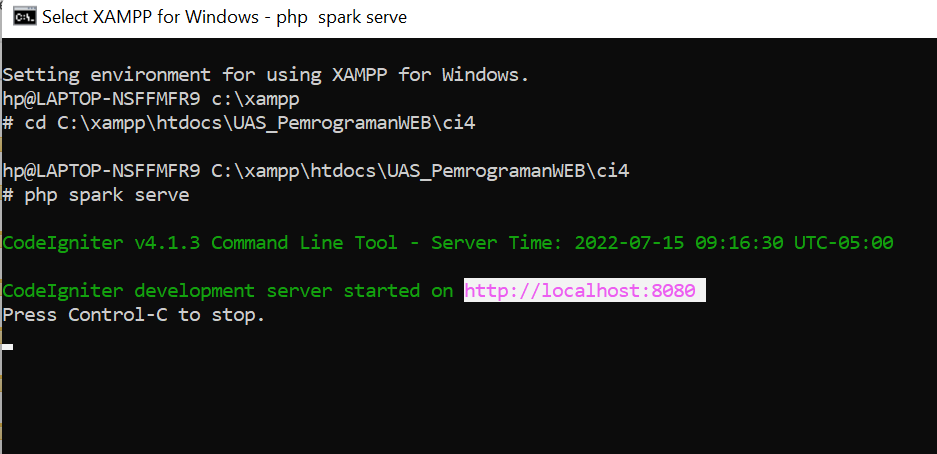 Select XAMPP for Windows - php  spark serve
Setting environment for using XAMPP for Windows.
hp@LAPTOP-NSFFMFR9 c:\xampp
# cd C:\xampp\htdocs\UAS_PemrogramanWEB\ci4
hp@LAPTOP-NSFFMFR9 C:\xampp\htdocs\UAS_PemrogramanWEB\ci4
# php spark serve
CodeIgniter v4.1.3 Command Line Tool - Server Time: 2022-07-15 09:16:30 UTC-05:00
CodeIgniter development server started on http://localhost:8080
Press Control-C to stop.